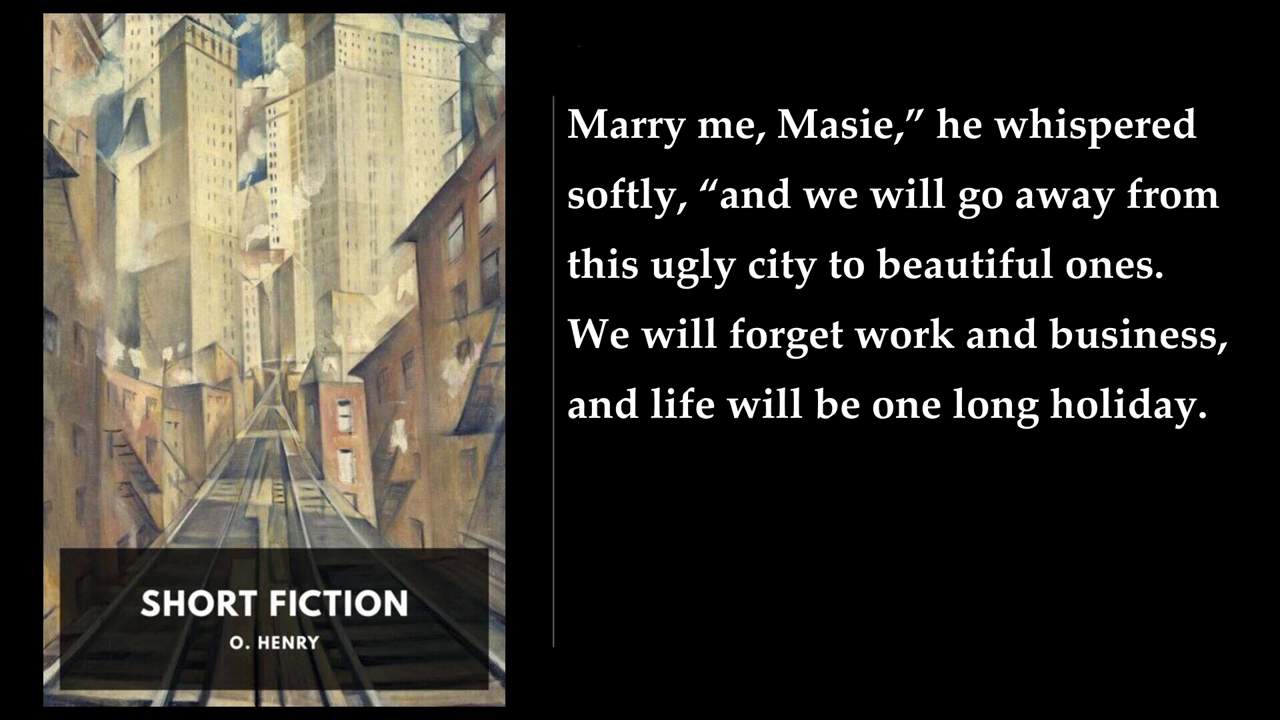 Marry me, Masie,” he whispered
softly, “and we will go away from
this ugly city to beautiful ones.
We will forget work and business,
and life will be one long holiday.
SHORT FICTION
O. HENRY